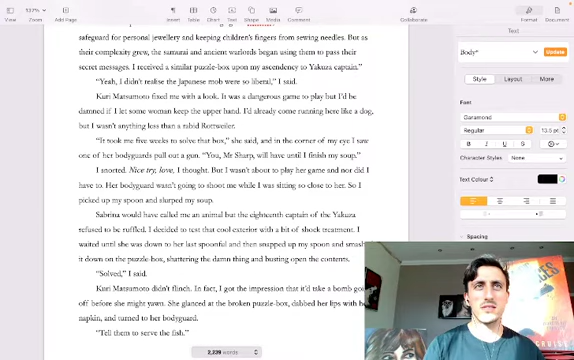 107%
View
Zoom
Add Page
Insert
Table
Chart
Text
Shape
Media
Comment
Collaborate
Format
Document
safeguard for personal jewellery and keeping children's fingers from sewing needles. But as
their complexity grew, the samurai and ancient warlords began using them to pass their
secret messages. I received a similar puzzle-box upon my ascendency to Yakuza captain."
"Yeah, I didn't realise the Japanese mob were so liberal," I said.
Kuri Matsumoto fixed me with a look. It was a dangerous game to play but I'd be
damned if I let some woman keep the upper hand. I'd already come running here like a dog,
but I wasn't anything less than a rabid Rottweiler.
"It took me five weeks to solve that box," she said, and in the corner of my eye I saw
one of her bodyguards pull out a gun. "You, Mr Sharp, will have until I finish my soup."
I snorted. Nice try, love, I thought. But I wasn't about to play her game and nor did I
have to. Her bodyguard wasn't going to shoot me while I was sitting so close to her. So I
picked up my spoon and slurped my soup.
Sabrina would have called me an animal but the eighteenth captain of the Yakuza
refused to be ruffled. I decided to test that cool exterior with a bit of shock treatment. I
waited until she was down to her last spoonful and then snapped up my spoon and smash
it down on the puzzle-box, shattering the damn thing and busting open the contents.
"Solved," I said.
Kuri Matsumoto didn't flinch. In fact, I got the impression that it'd take a bomb go
off before she might yawn. She glanced at the broken puzzle-box, dabbed her lips with h
napkin, and turned to her bodyguard.
"Tell them to serve the fish."
2,239 words
Text
Body*
Update
Style
Layout
More
Font
Garamond
Regular
13.5 pt
B
I
U
S
Character Styles
None
Text Colour
Spacing
CRUISE